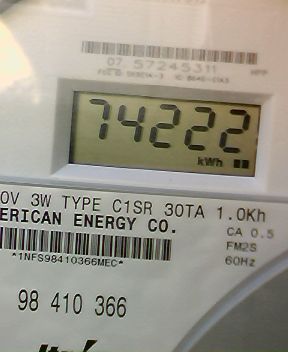 07 57245311
74222
kWh
0V 3W TYPE C1SR 30TA 1.0Kh
ERICAN ENERGY CO.
CA 0.5
FM2S
60Hz
*1NFS98410366MEC*
98 410 366